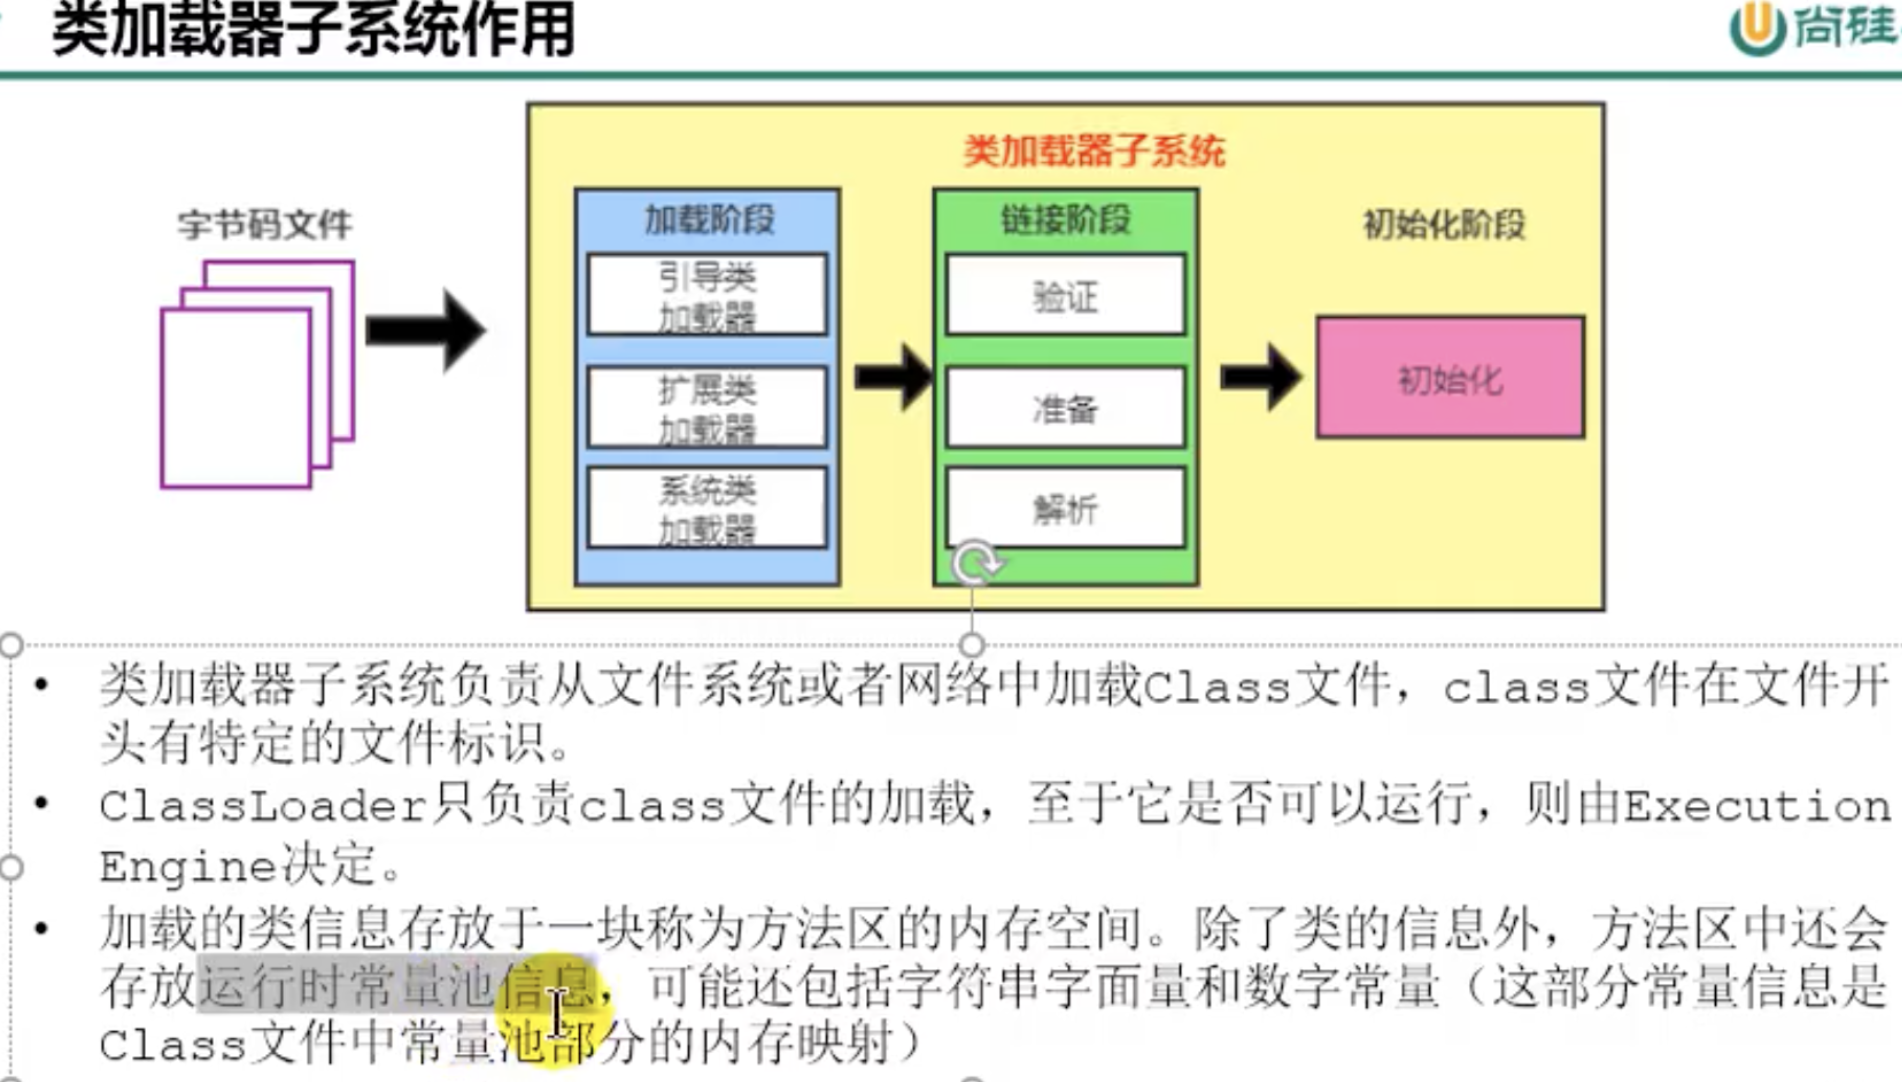 类加载器子系统作用
尚硅
类加载器子系统
字节码文件
加载阶段
引导类
加载器
扩展类
加载器
系统类
加载器
链接阶段
验证
准备
解析
初始化阶段
初始化
• 类加载器子系统负责从文件系统或者网络中加载Class文件，class文件在文件开
头有特定的文件标识。
• ClassLoader只负责class文件的加载，至于它是否可以运行，则由Execution
Engine决定。
• 加载的类信息存放于一块称为方法区的内存空间。除了类的信息外，方法区中还会
存放运行时常量池信息，可能还包括字符串字面量和数字常量（这部分常量信息是
Class文件中常量池部分的内存映射）